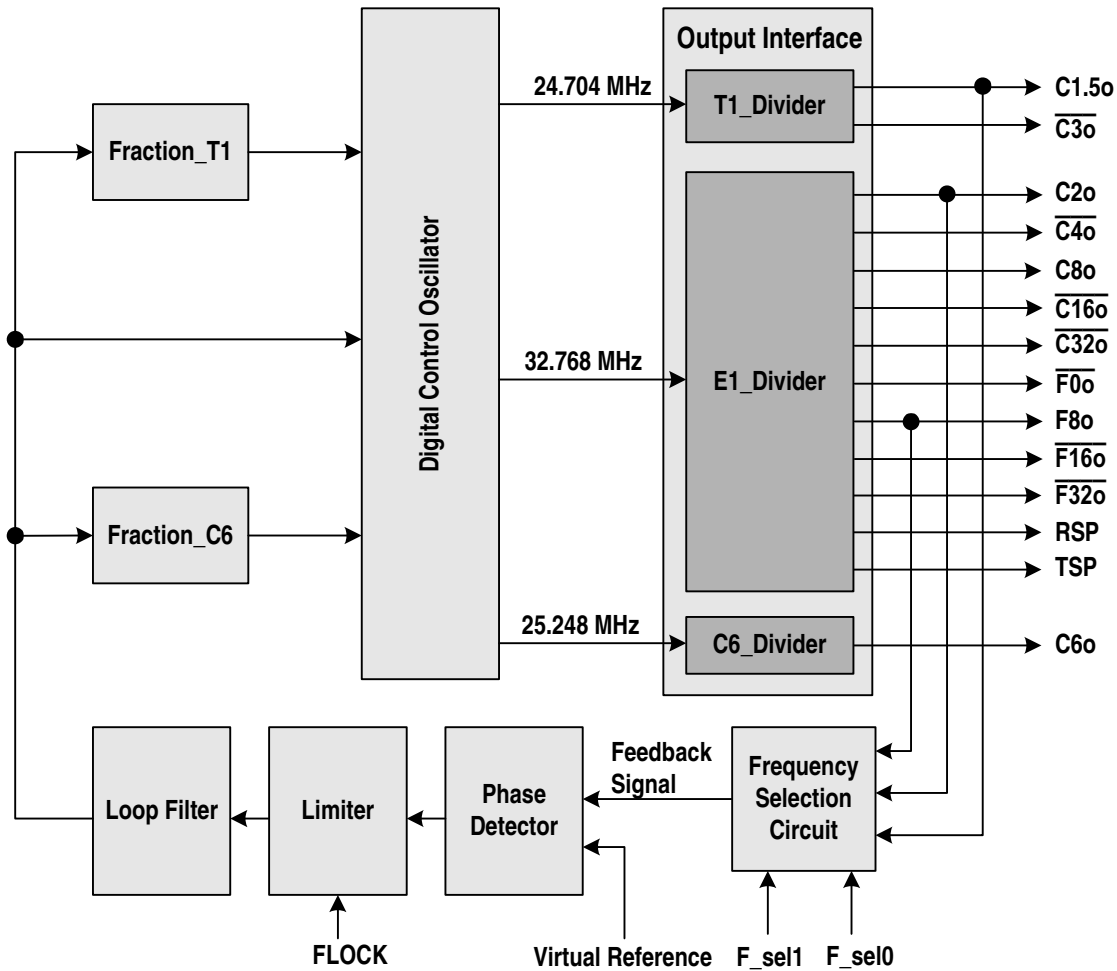 Output Interface
24.704 MHz
T1_Divider
C1.5o
C3o
Fraction_T1
C2o
C4o
C8o
C16o
C32o
Digital Control Oscillator
32.768 MHz
E1_Divider
F0o
F8o
F16o
F32o
Fraction_C6
RSP
TSP
25.248 MHz
C6_Divider
C6o
Loop Filter
Limiter
Phase
Detector
Feedback
Signal
Frequency
Selection
Circuit
FLOCK
Virtual Reference
F_sel1
F_sel0